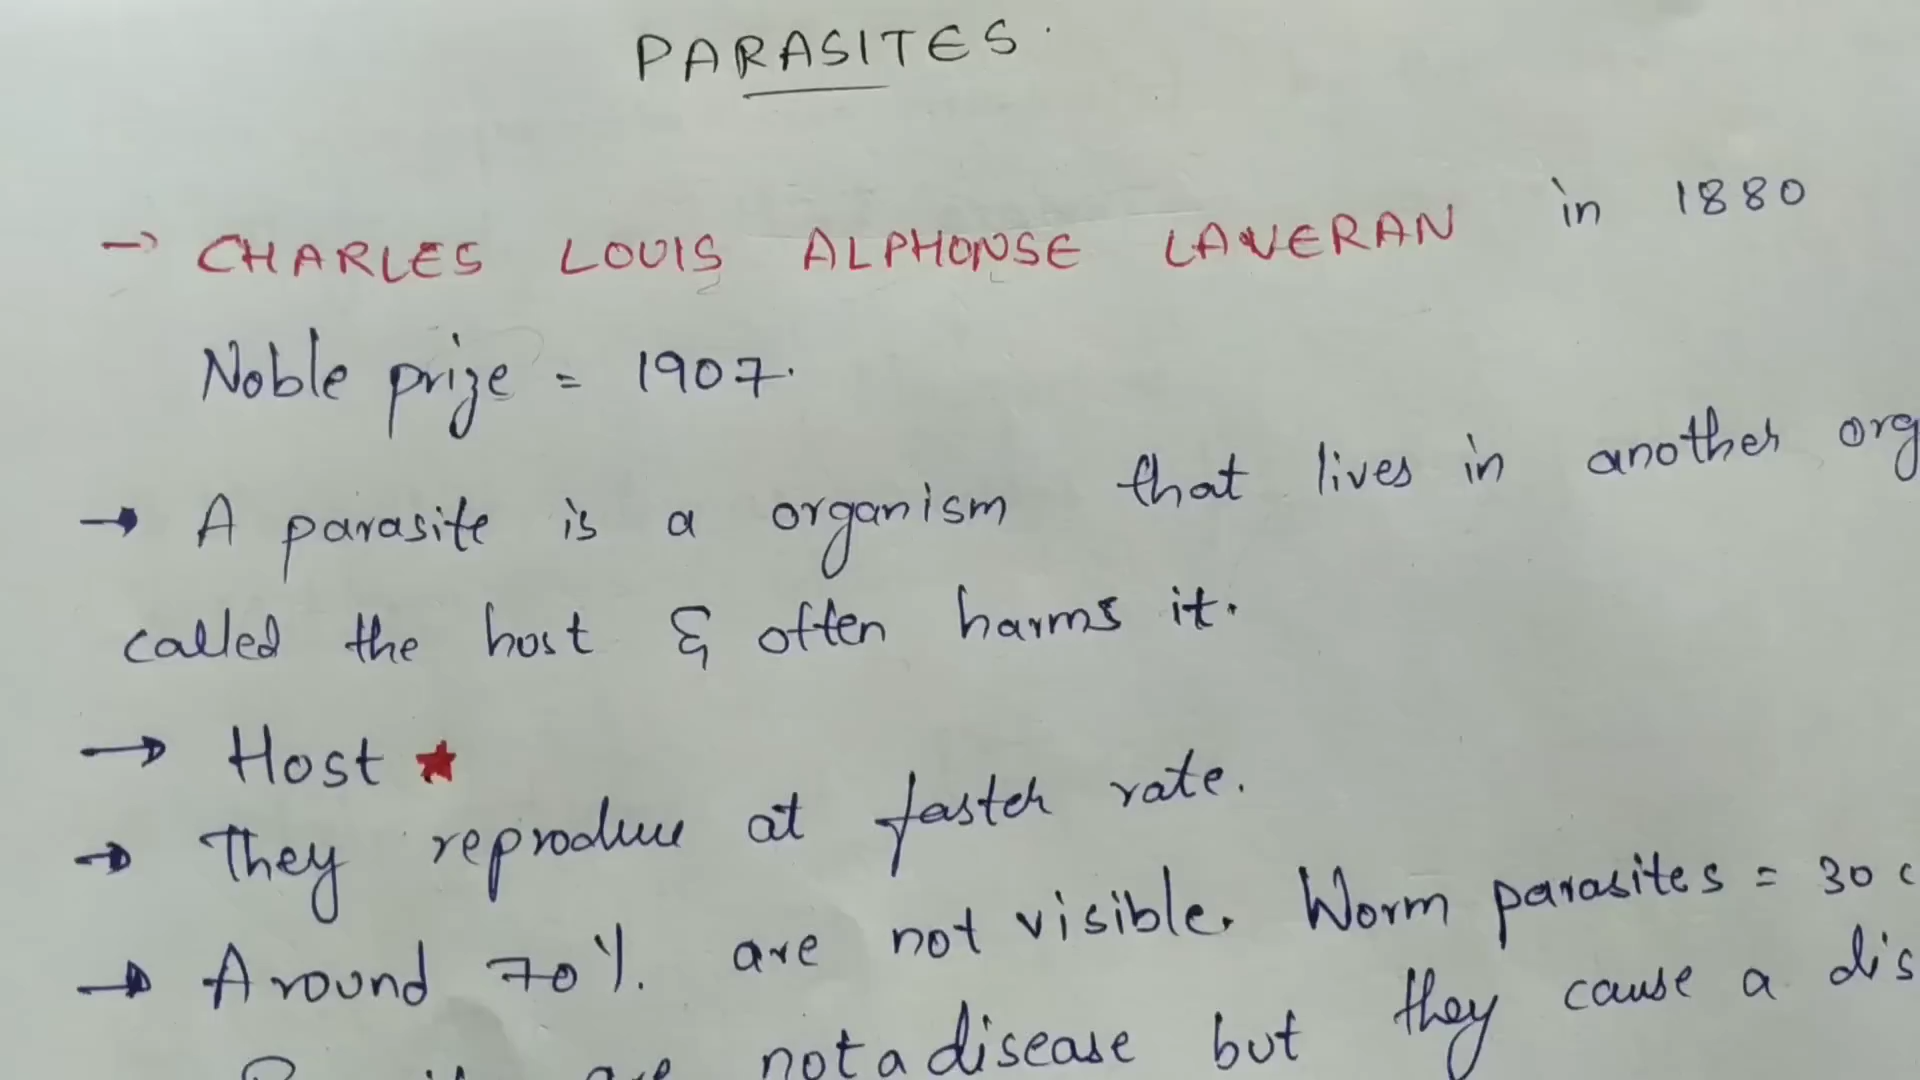 PARASITES.
→ CHARLES LOUIS ALPHONSE LAVERAN in 1880
Noble prize = 1907.
→ A parasite is a organism that lives in another org
called the host & often harms it.
→ Host ★
→ They reproduce at faster rate.
→ Around 70%. are not visible. Worm parasites = 30 c
not a disease but they cause a dis